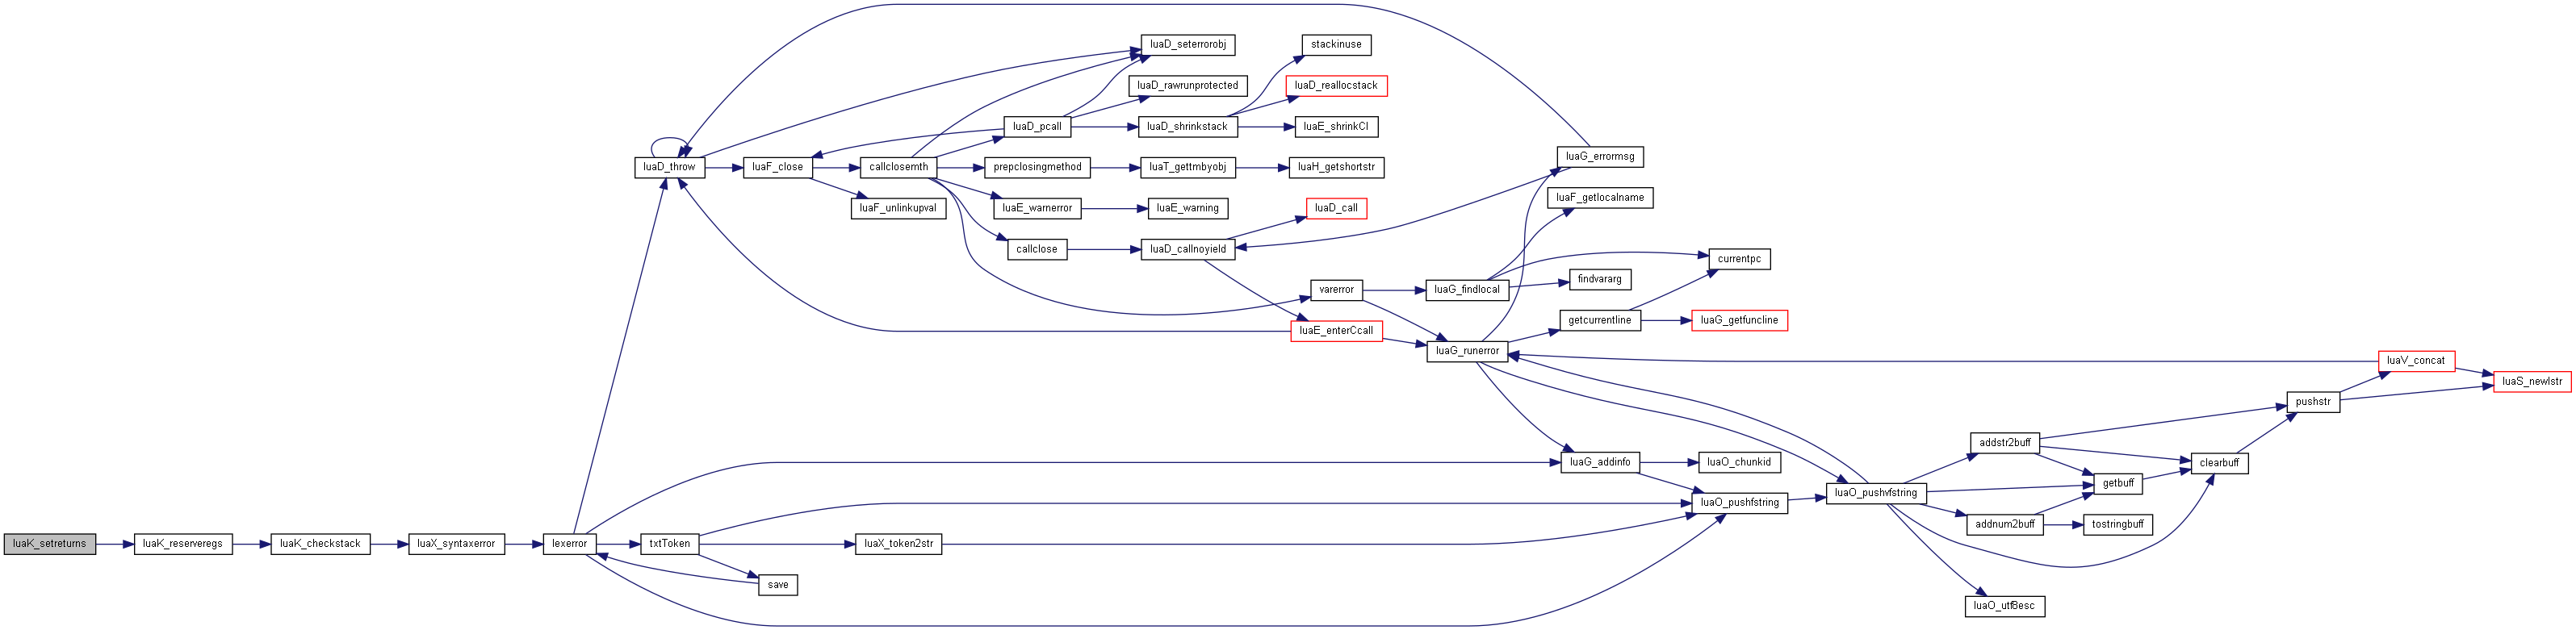 luaD_seterrorobj
stackinuse
luaD_rawrunprotected
luaD_reallocstack
luaD_pcall
luaD_shrinkstack
luaE_shrinkCI
luaG_errormsg
luaD_throw
luaF_close
callclosemth
prepclosingmethod
luaT_gettmbyobj
luaH_getshortstr
luaF_getlocalname
luaF_unlinkupval
luaE_warnerror
luaE_warning
luaD_call
callclose
luaD_callnoyield
currentpc
findvararg
varerror
luaG_findlocal
getcurrentline
luaG_getfuncline
luaE_enterCcall
luaG_runerror
luaV_concat
luaS_newlstr
pushstr
addstr2buff
luaG_addinfo
luaO_chunkid
clearbuff
getbuff
luaO_pushvfstring
luaO_pushfstring
addnum2buff
tostringbuff
luaK_setreturns
luaK_reserveregs
luaK_checkstack
luaX_syntaxerror
lexerror
txtToken
luaX_token2str
save
luaO_utf8esc